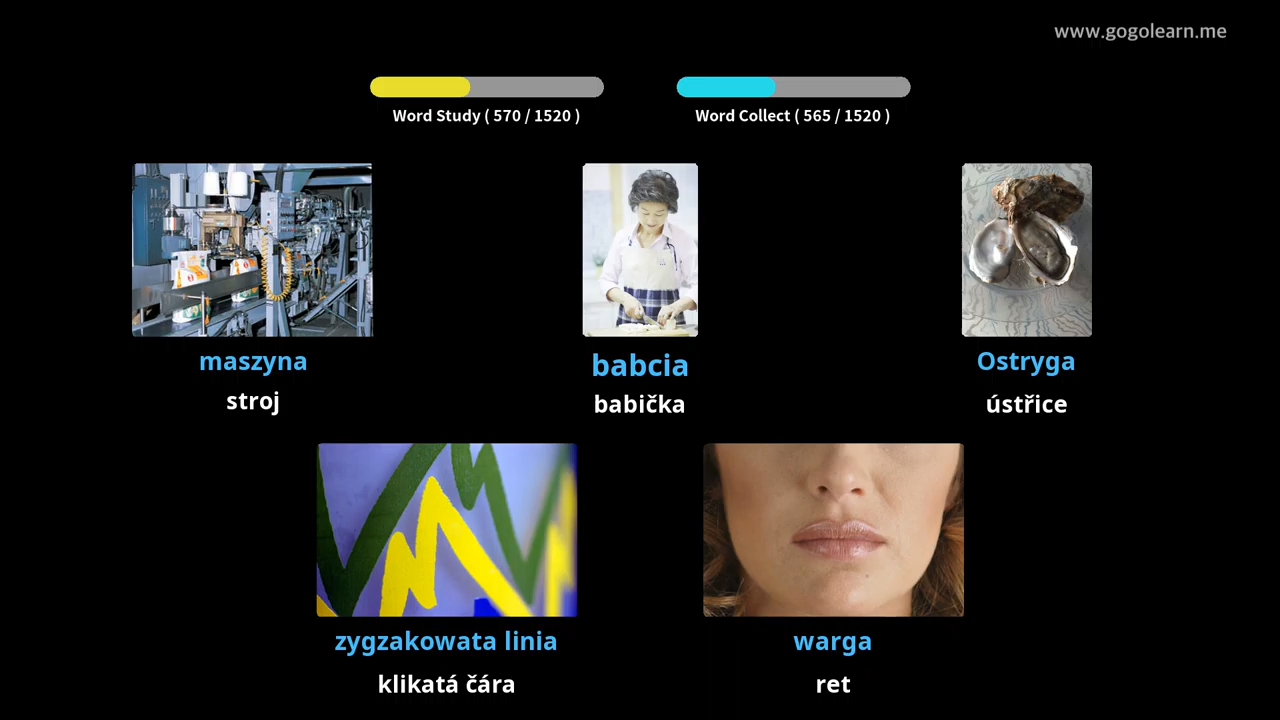 www.gogolearn.me
Word Study ( 570 / 1520 )
Word Collect ( 565 / 1520 )
maszyna
babcia
Ostryga
stroj
babička
ústřice
zygzakowata linia
warga
klikatá čára
ret